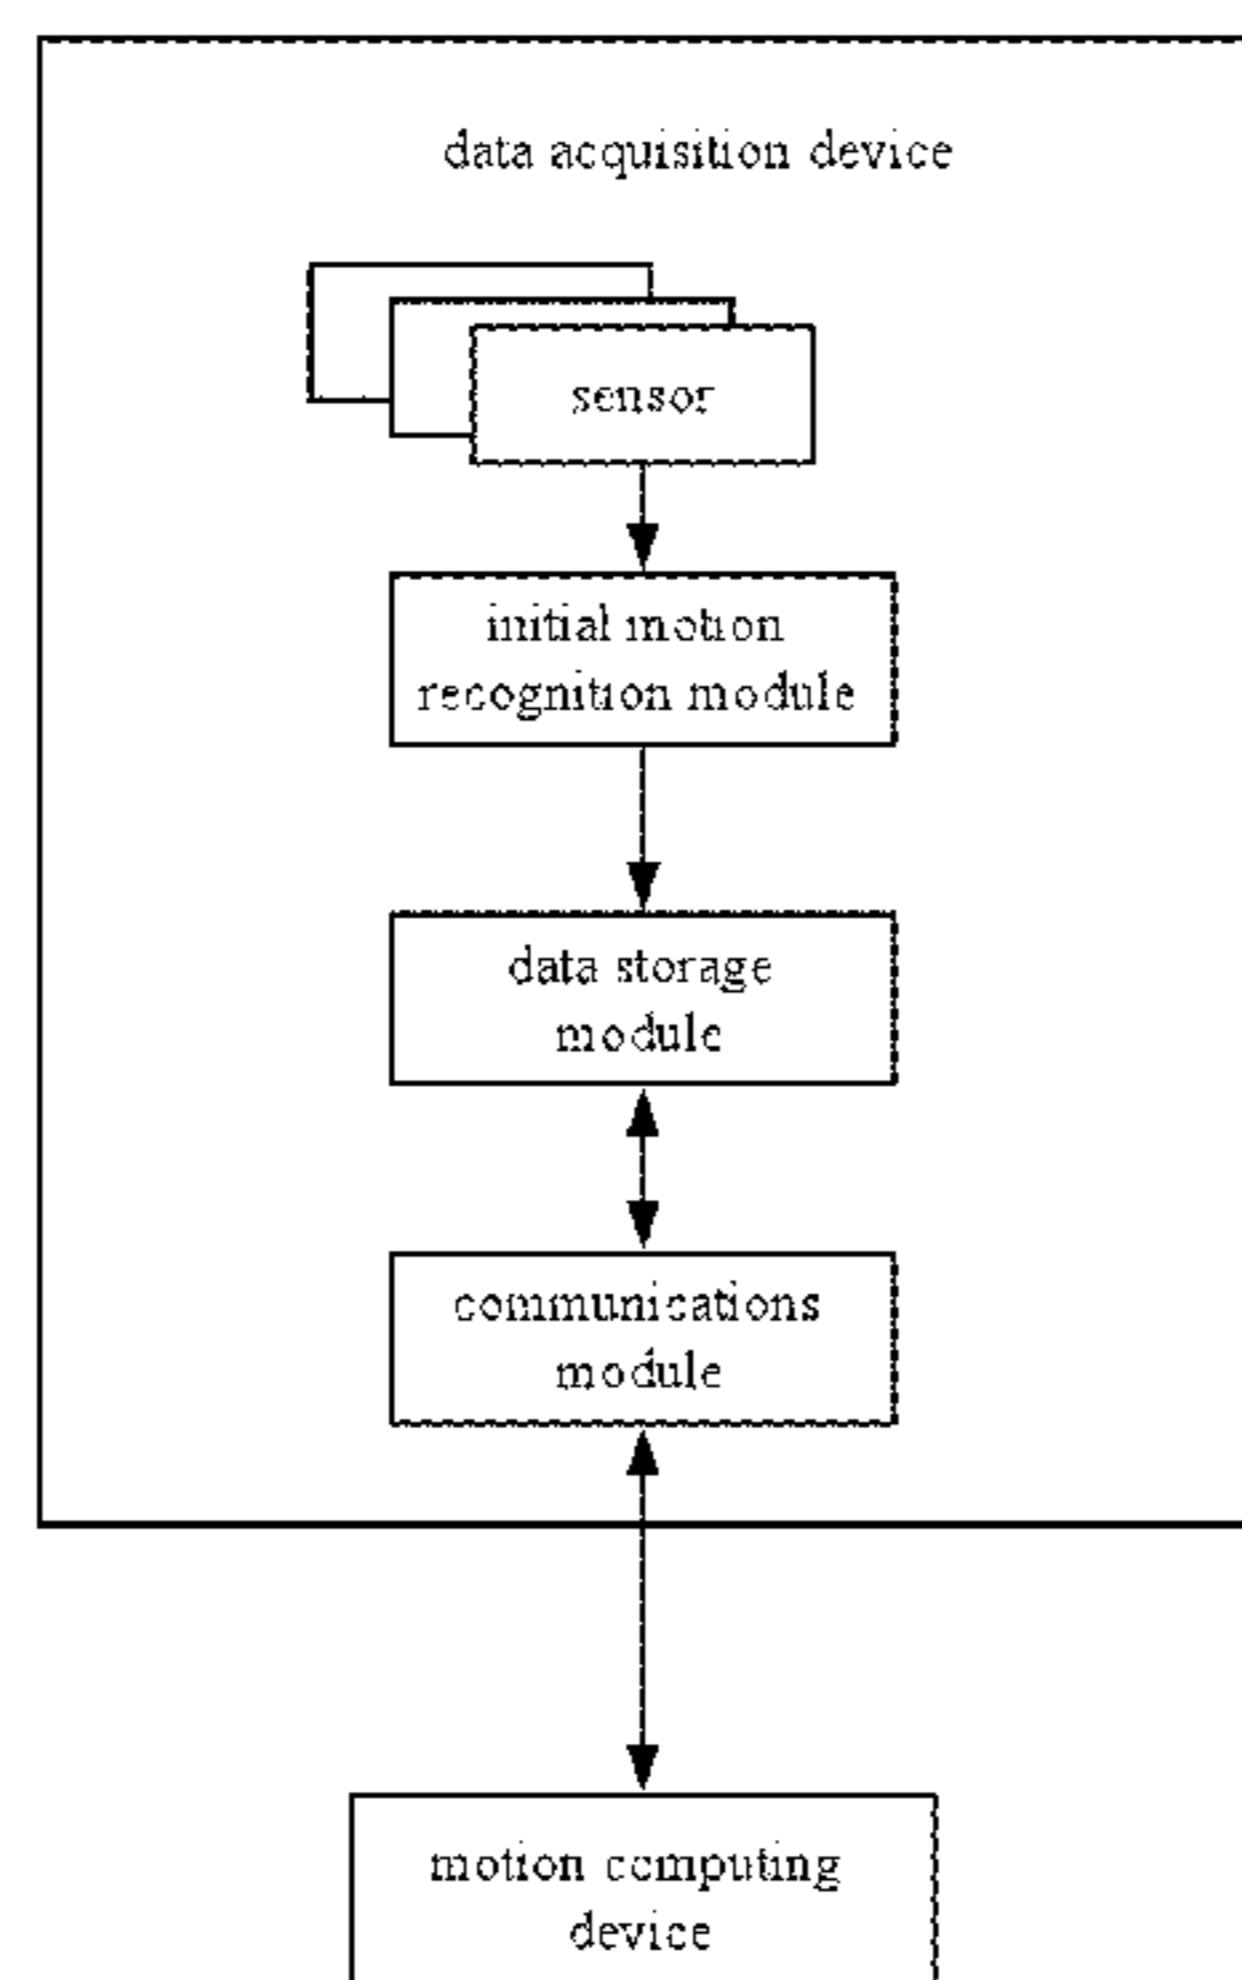 data acquisition device
sensor
initial motion
recognition module
data storage
module
communications
module
motion computing
device